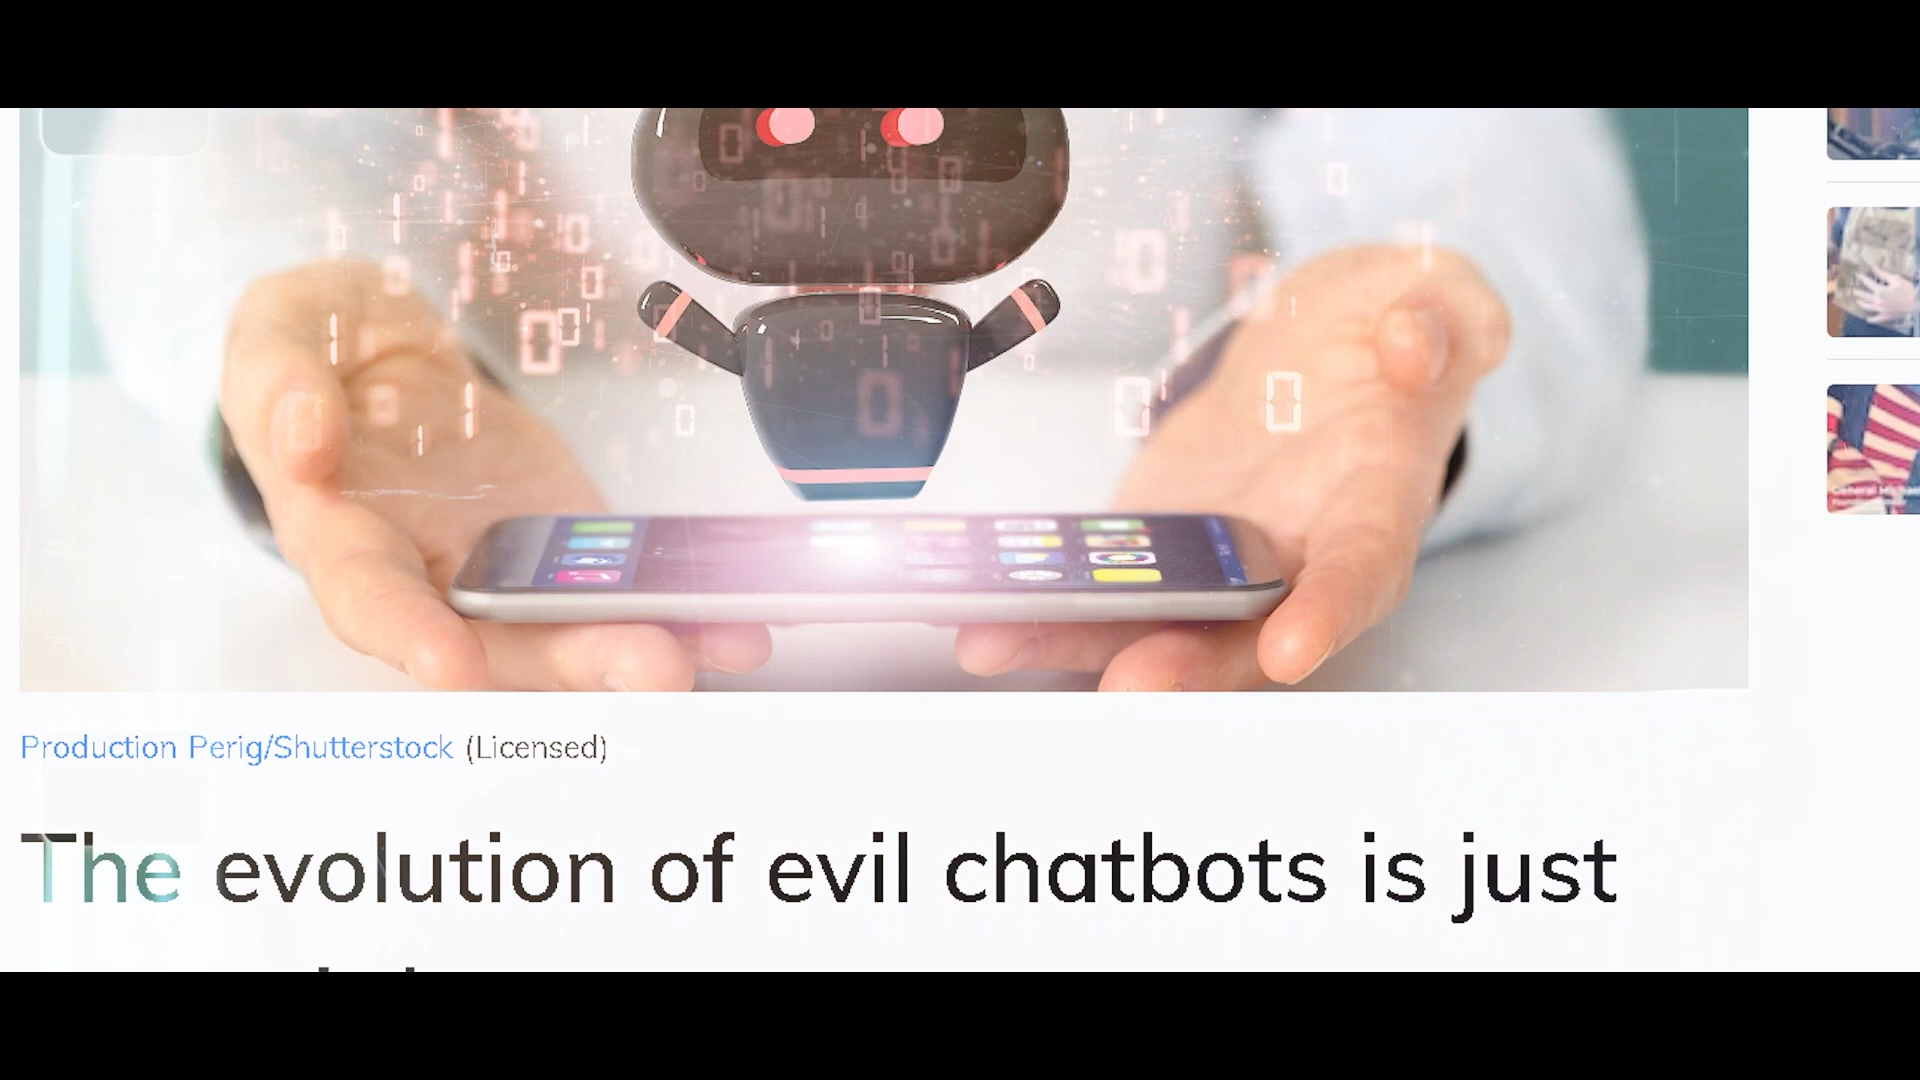 Production Perig/Shutterstock (Licensed)
The evolution of evil chatbots is just